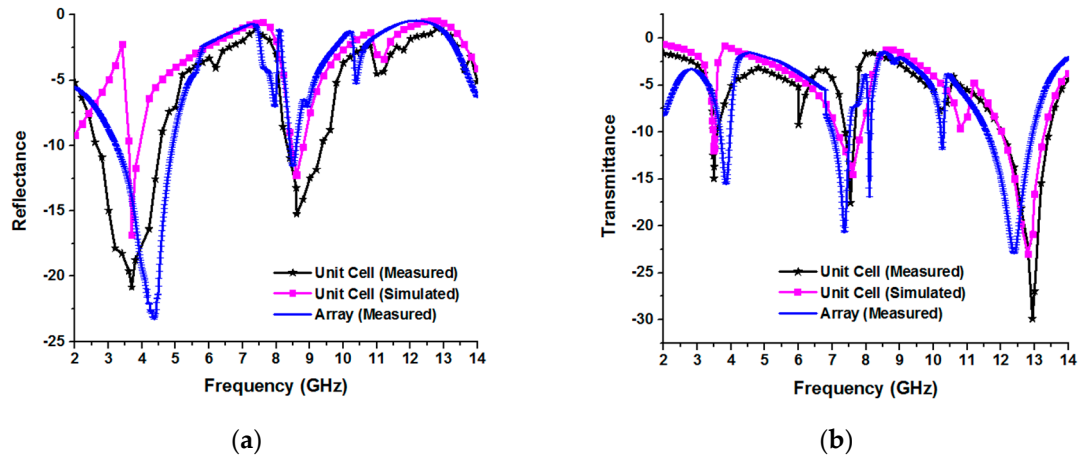 0
-5
-10
-15
-20
-25
Reflectance
2 3 4 5 6 7 8 9 10 11 12 13 14
Frequency (GHz)
Unit Cell (Measured)
Unit Cell (Simulated)
Array (Measured)
(a)
0
-5
-10
-15
-20
-25
-30
Transmittance
2 3 4 5 6 7 8 9 10 11 12 13 14
Frequency (GHz)
Unit Cell (Measured)
Unit Cell (Simulated)
Array (Measured)
(b)